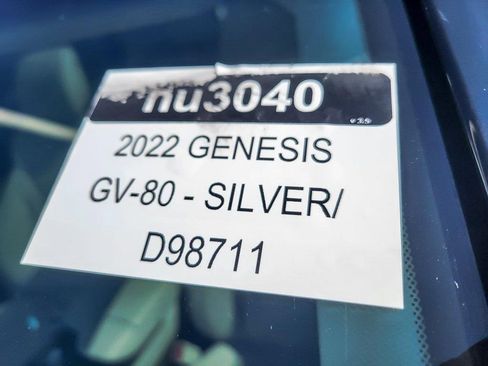 nu3040
2022 GENESIS
GV-80 - SILVER/
D98711